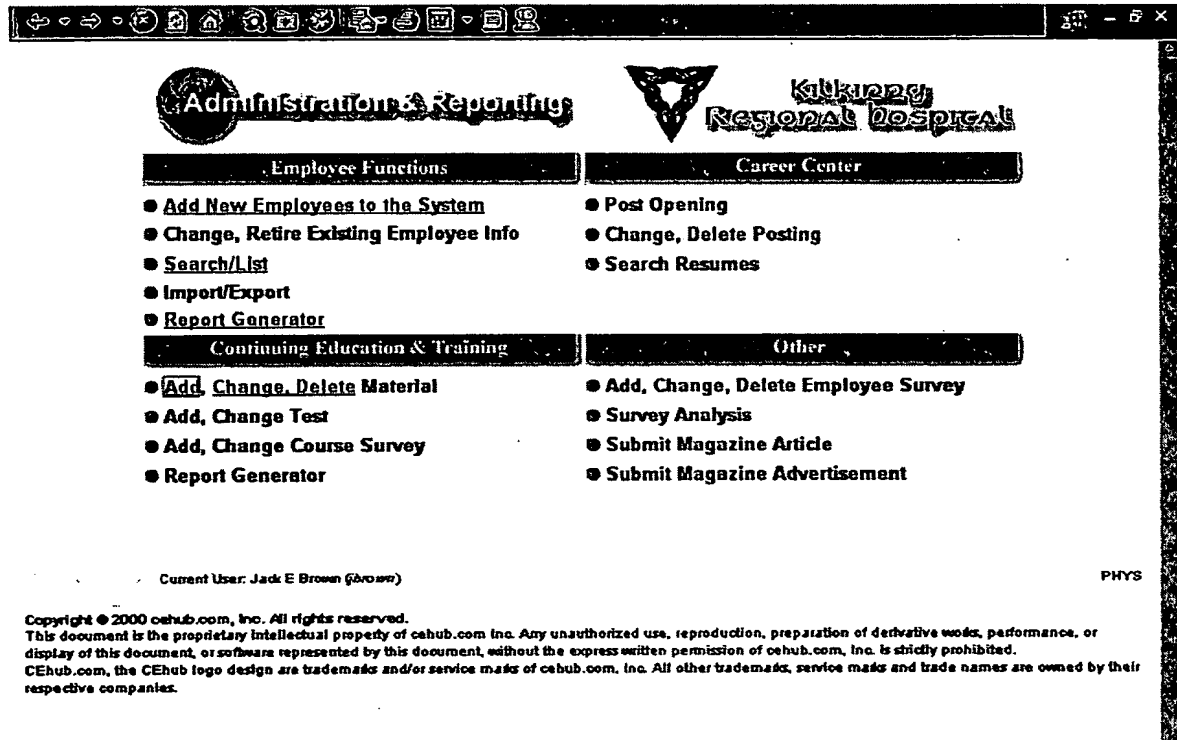 Administration & Reporting
Kilkinny
Regional hospital
Employee Functions
Add New Employees to the System
Change, Retire Existing Employee Info
Search/List
Import/Export
Report Generator
Career Center
Post Opening
Change, Delete Posting
Search Resumes
Continuing Education & Training
Add, Change, Delete Material
Add, Change Test
Add, Change Course Survey
Report Generator
Other
Add, Change, Delete Employee Survey
Survey Analysis
Submit Magazine Article
Submit Magazine Advertisement
Current User: Jack E Brown (jbrown)
PHYS
Copyright © 2000 cehub.com, Inc. All rights reserved.
This document is the proprietary intellectual property of cehub.com Inc. Any unauthorized use, reproduction, preparation of derivative works, performance, or
display of this document, or software represented by this document, without the express written permission of cehub.com, Inc. is strictly prohibited.
CEhub.com, the CEhub logo design are trademarks and/or service marks of cehub.com, Inc. All other trademarks, service marks and trade names are owned by their
respective companies.